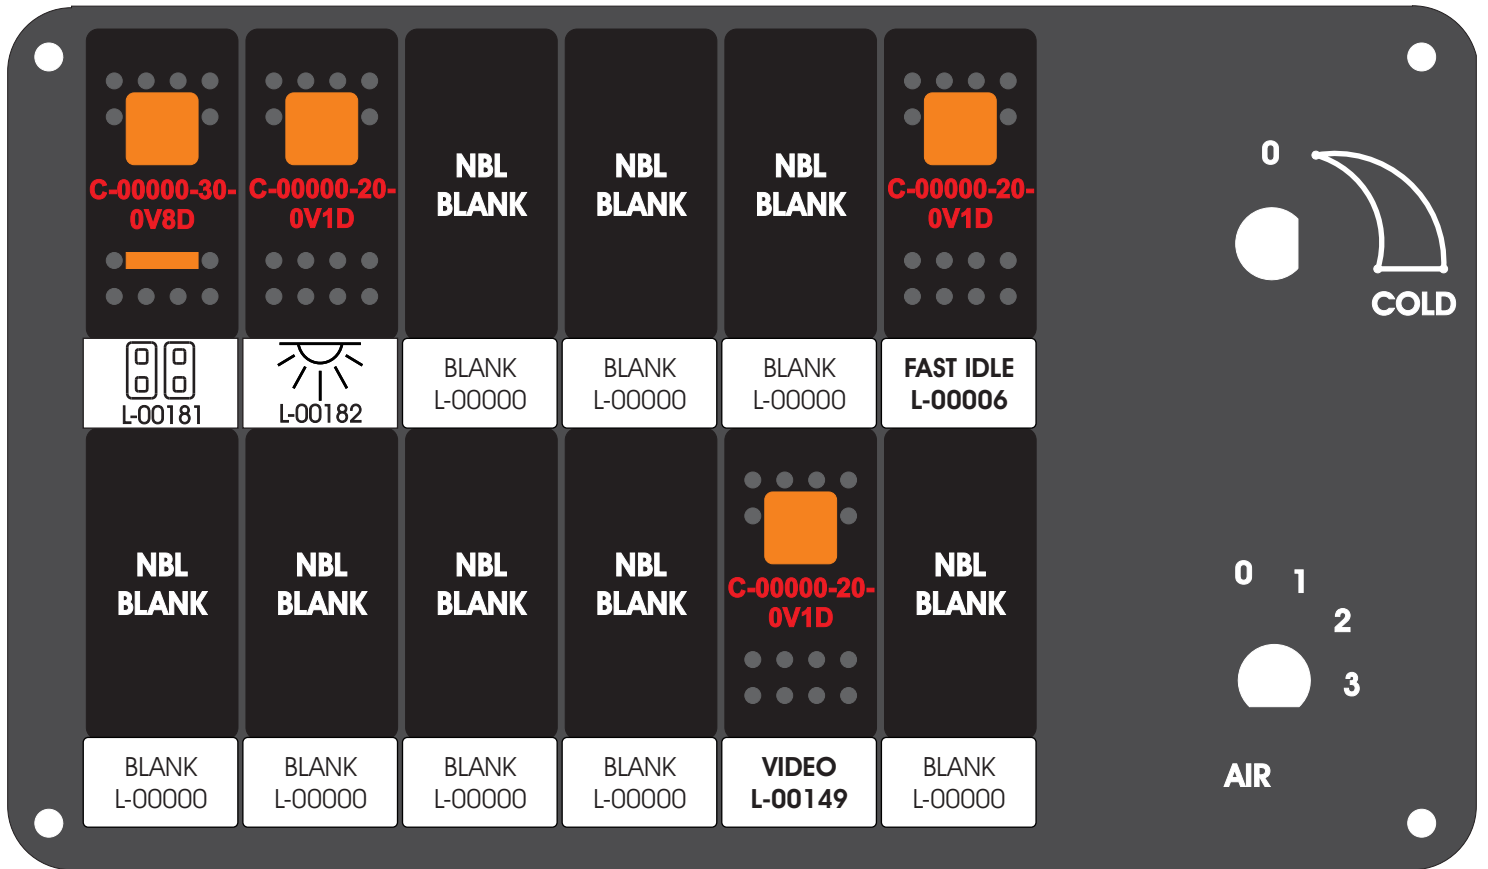 C-00000-30-
0V8D
C-00000-20-
0V1D
NBL
BLANK
NBL
BLANK
NBL
BLANK
C-00000-20-
0V1D
L-00181
L-00182
BLANK
L-00000
BLANK
L-00000
BLANK
L-00000
FAST IDLE
L-00006
0
COLD
NBL
BLANK
NBL
BLANK
NBL
BLANK
NBL
BLANK
C-00000-20-
0V1D
NBL
BLANK
BLANK
L-00000
BLANK
L-00000
BLANK
L-00000
BLANK
L-00000
VIDEO
L-00149
BLANK
L-00000
0
1
2
3
AIR